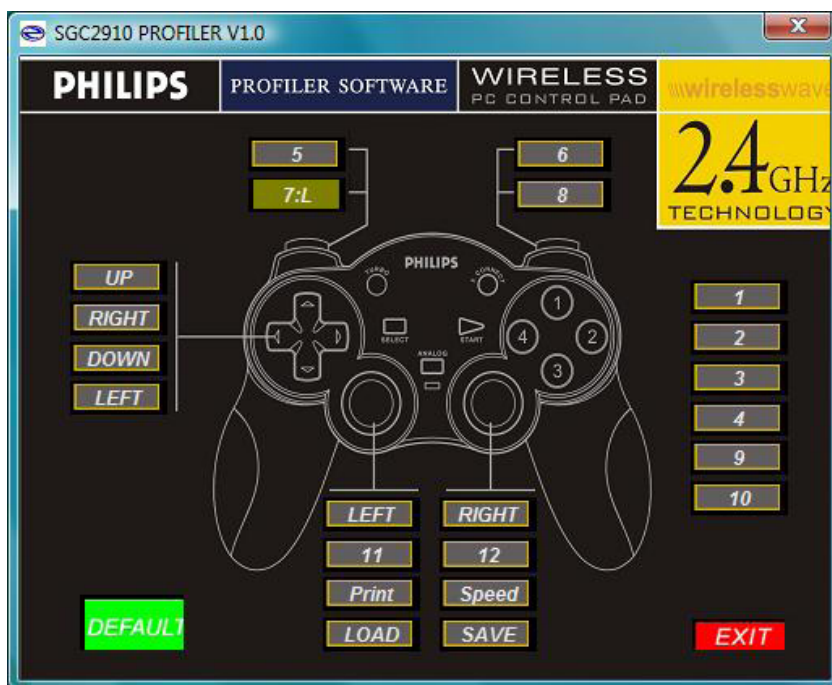 SGC2910 PROFILER V1.0
X
PHILIPS
PROFILER SOFTWARE
WIRELESS
PC CONTROL PAD
wirelesswave
2.4GHz
TECHNOLOGY
5
7:L
6
8
UP
RIGHT
DOWN
LEFT
PHILIPS
TURBO
CONNECT
SELECT
START
ANALOG
1
2
3
4
1
2
3
4
9
10
LEFT
11
Print
LOAD
RIGHT
12
Speed
SAVE
DEFAULT
EXIT